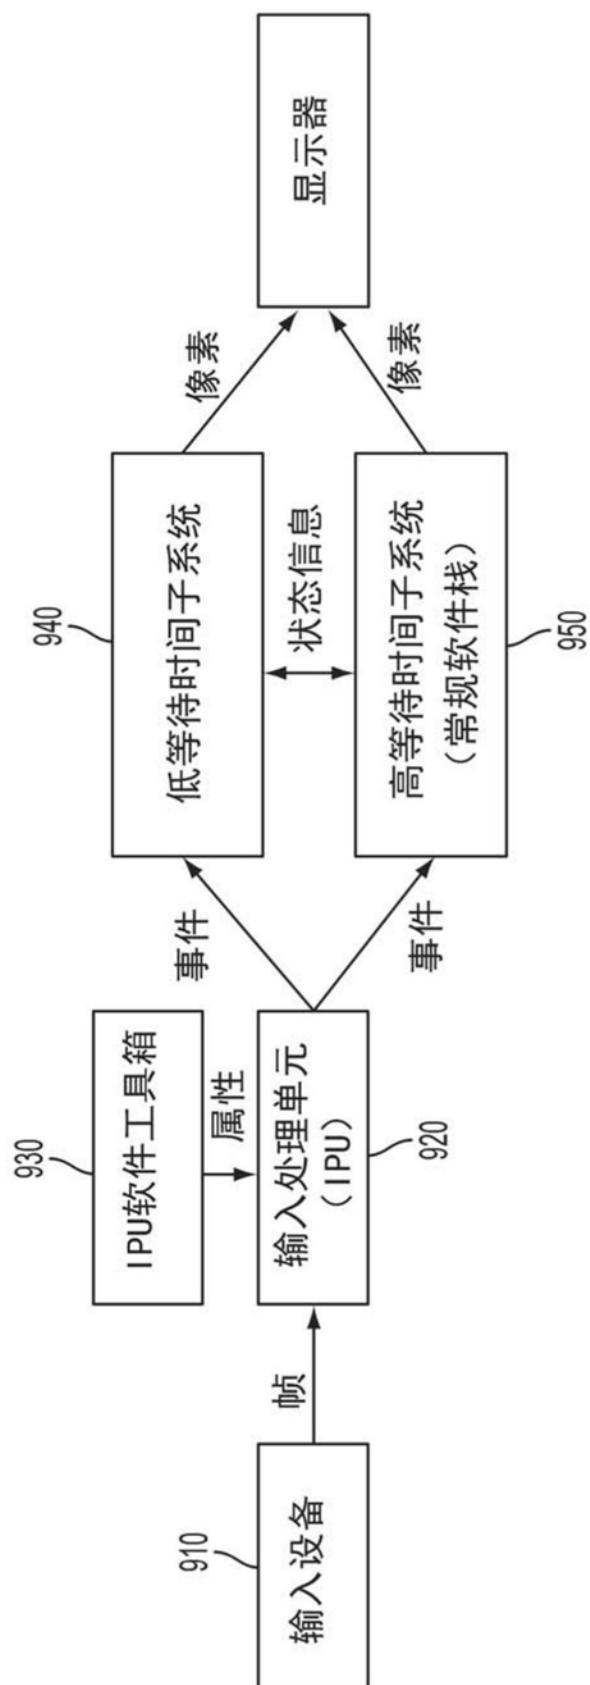 910
输入设备
帧
930
IPU软件工具箱
属性
输入处理单元
（IPU）
920
事件
事件
940
低等待时间子系统
状态信息
高等待时间子系统
（常规软件栈）
950
像素
像素
显示器